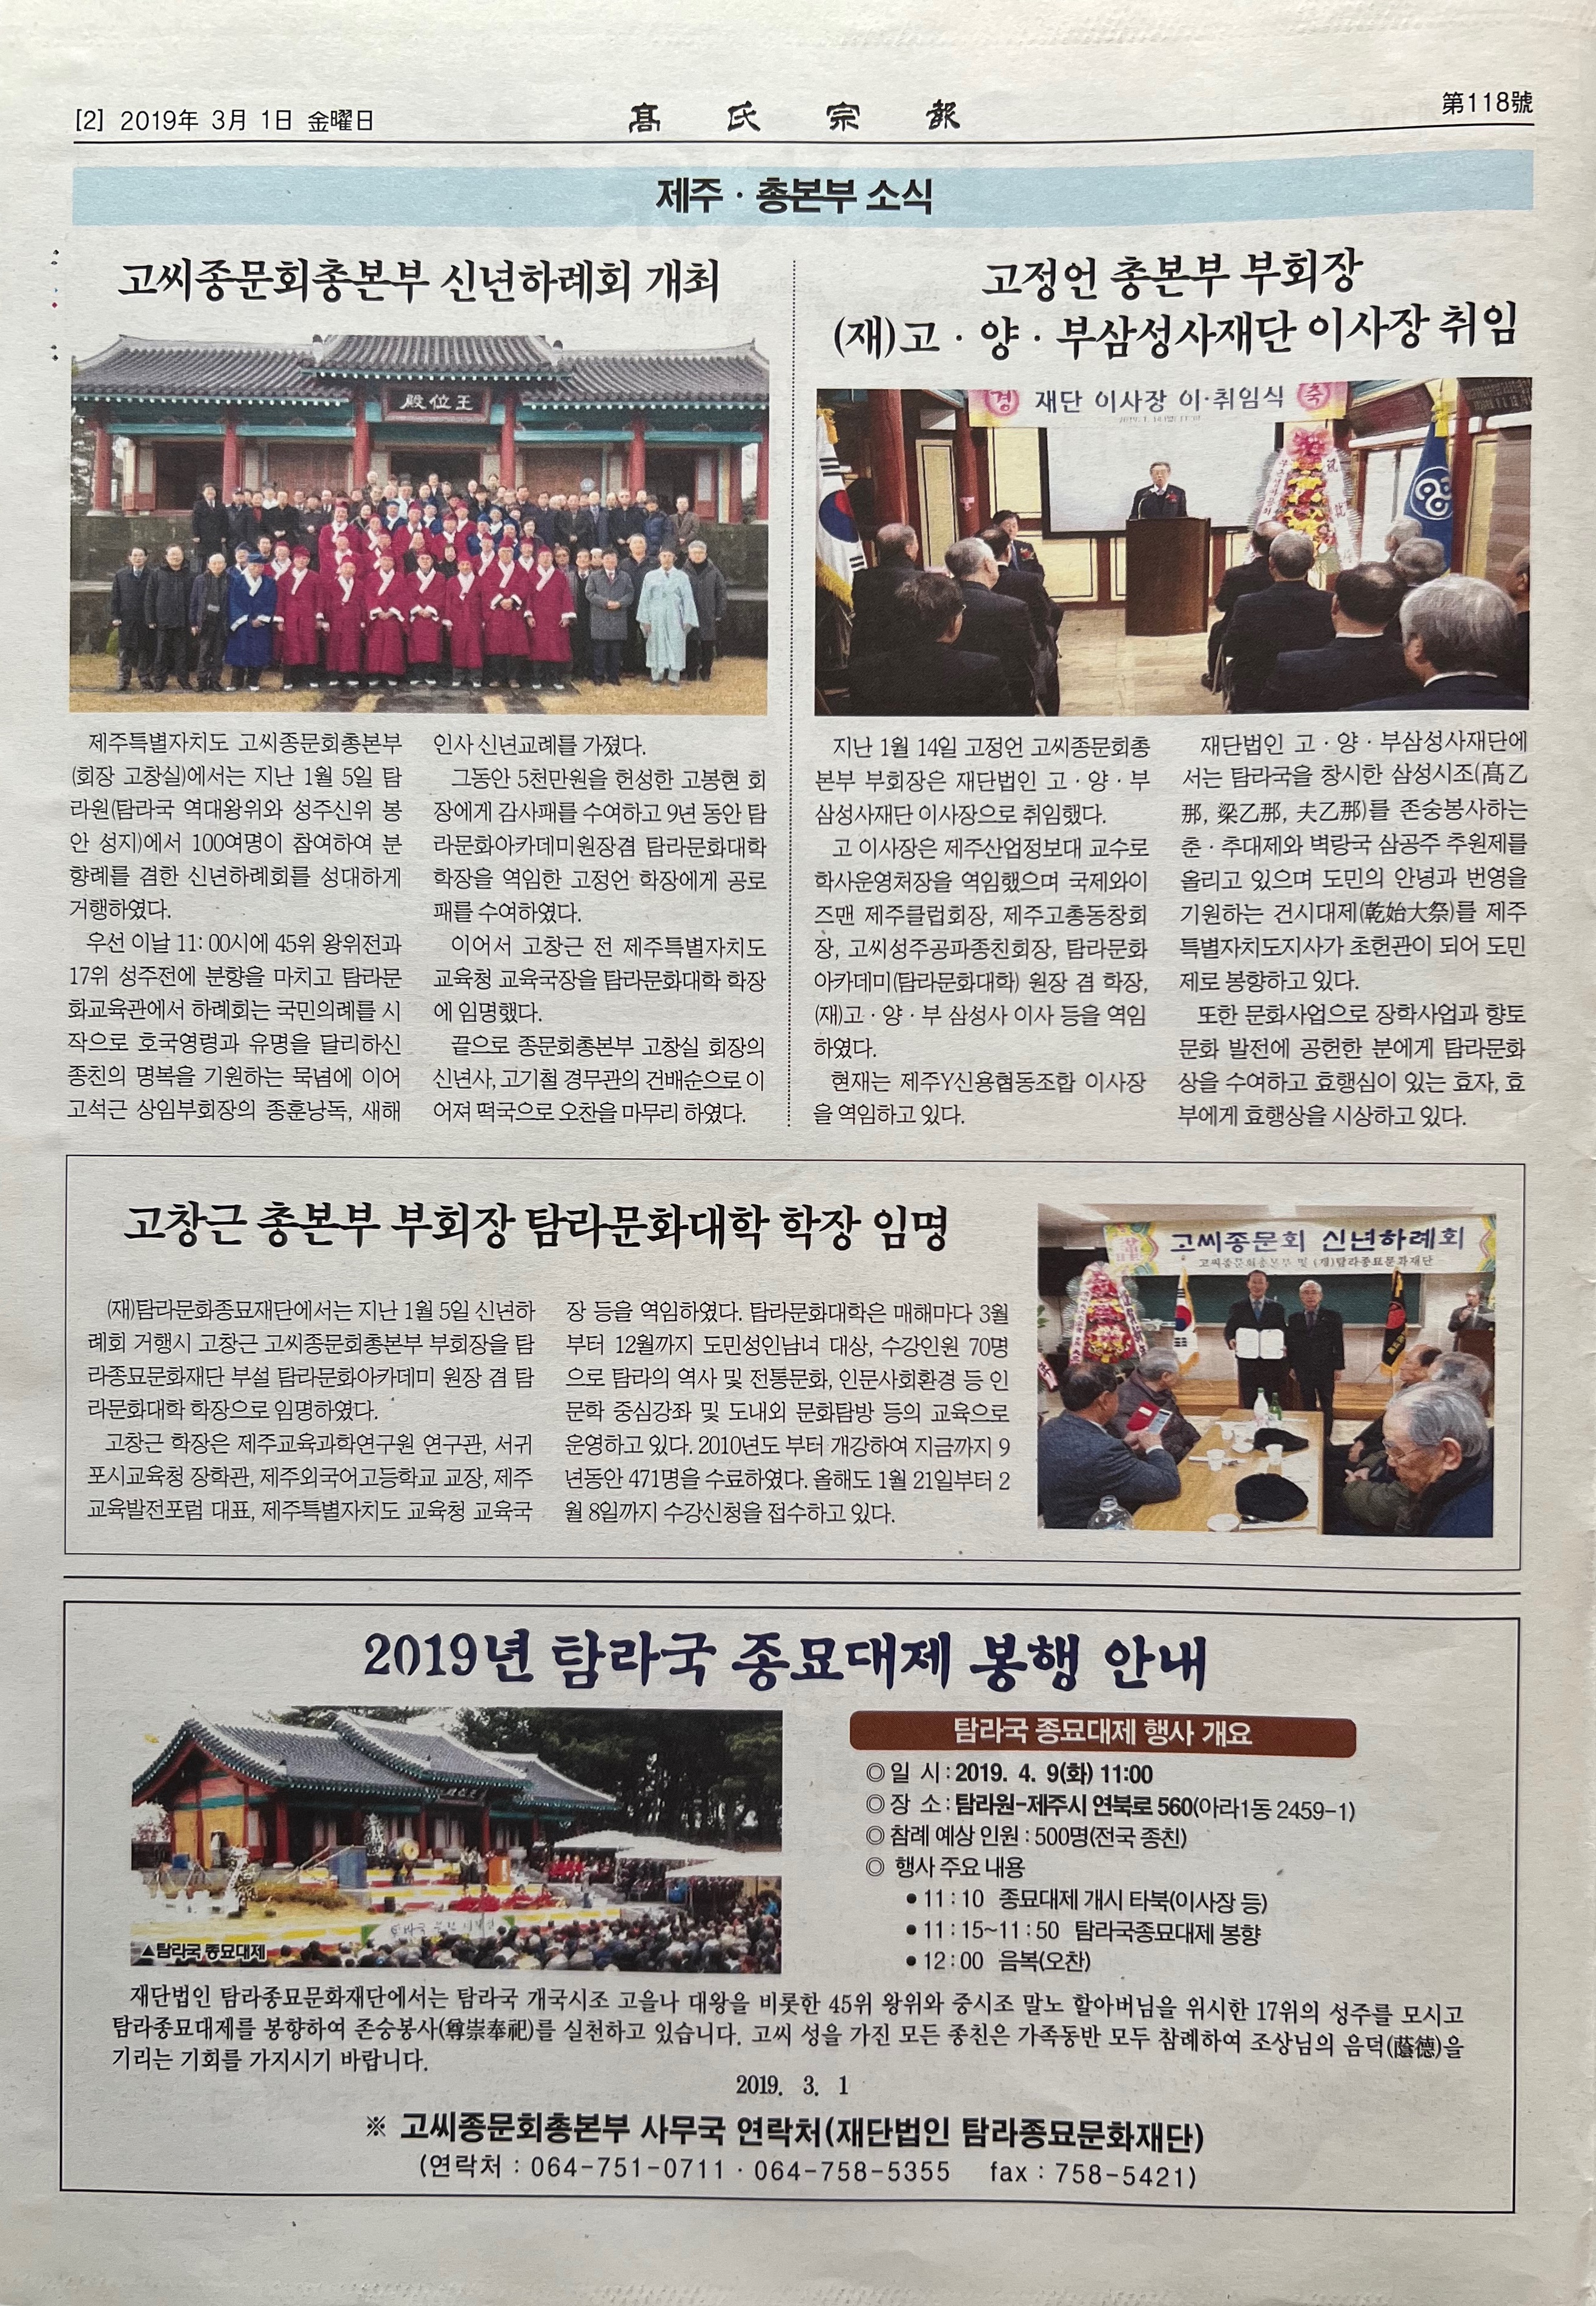 [2] 2019年 3月 1日 金曜日
髙氏宗報
第118號
제주 · 총본부 소식
고씨종문회총본부 신년하례회 개최
王位殿
제주특별자치도 고씨종문회총본부
(회장 고창실)에서는 지난 1월 5일 탐
라원(탐라국 역대왕위와 성주신위 봉
안 성지)에서 100여명이 참여하여 분
향례를 겸한 신년하례회를 성대하게
거행하였다.
우선 이날 11: 00시에 45위 왕위전과
17위 성주전에 분향을 마치고 탐라문
화교육관에서 하례회는 국민의례를 시
작으로 호국영령과 유명을 달리하신
종친의 명복을 기원하는 묵념에 이어
고석근 상임부회장의 종훈낭독, 새해
인사 신년교례를 가졌다.
그동안 5천만원을 헌성한 고봉현 회
장에게 감사패를 수여하고 9년 동안 탐
라문화아카데미원장겸 탐라문화대학
학장을 역임한 고정언 학장에게 공로
패를 수여하였다.
이어서 고창근 전 제주특별자치도
교육청 교육국장을 탐라문화대학 학장
에 임명했다.
끝으로 종문회총본부 고창실 회장의
신년사, 고기철 경무관의 건배순으로 이
어져 떡국으로 오찬을 마무리 하였다.
고정언 총본부 부회장
(재)고 · 양 · 부삼성사재단 이사장 취임
경 재단 이사장 이·취임식 축
지난 1월 14일 고정언 고씨종문회총
본부 부회장은 재단법인 고 · 양 · 부
삼성사재단 이사장으로 취임했다.
고 이사장은 제주산업정보대 교수로
학사운영처장을 역임했으며 국제와이
즈맨 제주클럽회장, 제주고총동창회
장, 고씨성주공파종친회장, 탐라문화
아카데미(탐라문화대학) 원장 겸 학장,
(재)고 · 양 · 부 삼성사 이사 등을 역임
하였다.
현재는 제주Y신용협동조합 이사장
을 역임하고 있다.
재단법인 고 · 양 · 부삼성사재단에
서는 탐라국을 창시한 삼성시조(髙乙
那, 梁乙那, 夫乙那)를 존숭봉사하는
춘 · 추대제와 벽랑국 삼공주 추원제를
올리고 있으며 도민의 안녕과 번영을
기원하는 건시대제(乾始大祭)를 제주
특별자치도지사가 초헌관이 되어 도민
제로 봉향하고 있다.
또한 문화사업으로 장학사업과 향토
문화 발전에 공헌한 분에게 탐라문화
상을 수여하고 효행심이 있는 효자, 효
부에게 효행상을 시상하고 있다.
고창근 총본부 부회장 탐라문화대학 학장 임명
(재)탐라문화종묘재단에서는 지난 1월 5일 신년하
례회 거행시 고창근 고씨종문회총본부 부회장을 탐
라종묘문화재단 부설 탐라문화아카데미 원장 겸 탐
라문화대학 학장으로 임명하였다.
고창근 학장은 제주교육과학연구원 연구관, 서귀
포시교육청 장학관, 제주외국어고등학교 교장, 제주
교육발전포럼 대표, 제주특별자치도 교육청 교육국
장 등을 역임하였다. 탐라문화대학은 매해마다 3월
부터 12월까지 도민성인남녀 대상, 수강인원 70명
으로 탐라의 역사 및 전통문화, 인문사회환경 등 인
문학 중심강좌 및 도내외 문화탐방 등의 교육으로
운영하고 있다. 2010년도 부터 개강하여 지금까지 9
년동안 471명을 수료하였다. 올해도 1월 21일부터 2
월 8일까지 수강신청을 접수하고 있다.
고씨종문회 신년하례회
고씨종문회총본부 및 (재)탐라종묘문화재단
2019년 탐라국 종묘대제 봉행 안내
▲탐라국 종묘대제
탐라국 종묘대제 행사 개요
◎ 일 시 : 2019. 4. 9(화) 11:00
◎ 장 소 : 탐라원-제주시 연북로 560(아라1동 2459-1)
◎ 참례 예상 인원 : 500명(전국 종친)
◎ 행사 주요 내용
● 11 : 10 종묘대제 개시 타북(이사장 등)
● 11 : 15~11 : 50 탐라국종묘대제 봉향
● 12 : 00 음복(오찬)
재단법인 탐라종묘문화재단에서는 탐라국 개국시조 고을나 대왕을 비롯한 45위 왕위와 중시조 말노 할아버님을 위시한 17위의 성주를 모시고
탐라종묘대제를 봉향하여 존숭봉사(尊崇奉祀)를 실천하고 있습니다. 고씨 성을 가진 모든 종친은 가족동반 모두 참례하여 조상님의 음덕(蔭德)을
기리는 기회를 가지시기 바랍니다.
2019. 3. 1
※ 고씨종문회총본부 사무국 연락처(재단법인 탐라종묘문화재단)
(연락처 : 064-751-0711 · 064-758-5355 fax : 758-5421)